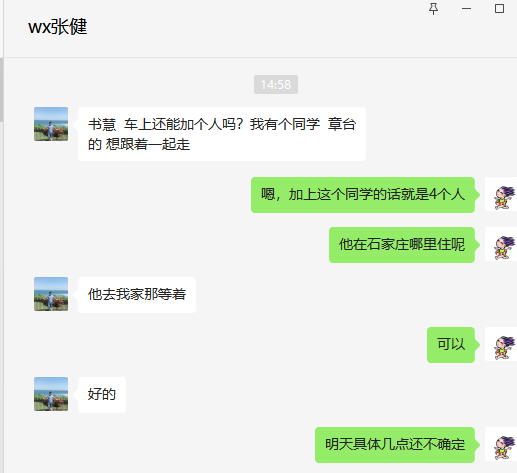 wx张健
14:58
书慧  车上还能加个人吗？我有个同学  章台
的 想跟着一起走
嗯，加上这个同学的话就是4个人
他在石家庄哪里住呢
他去我家那等着
可以
好的
明天具体几点还不确定